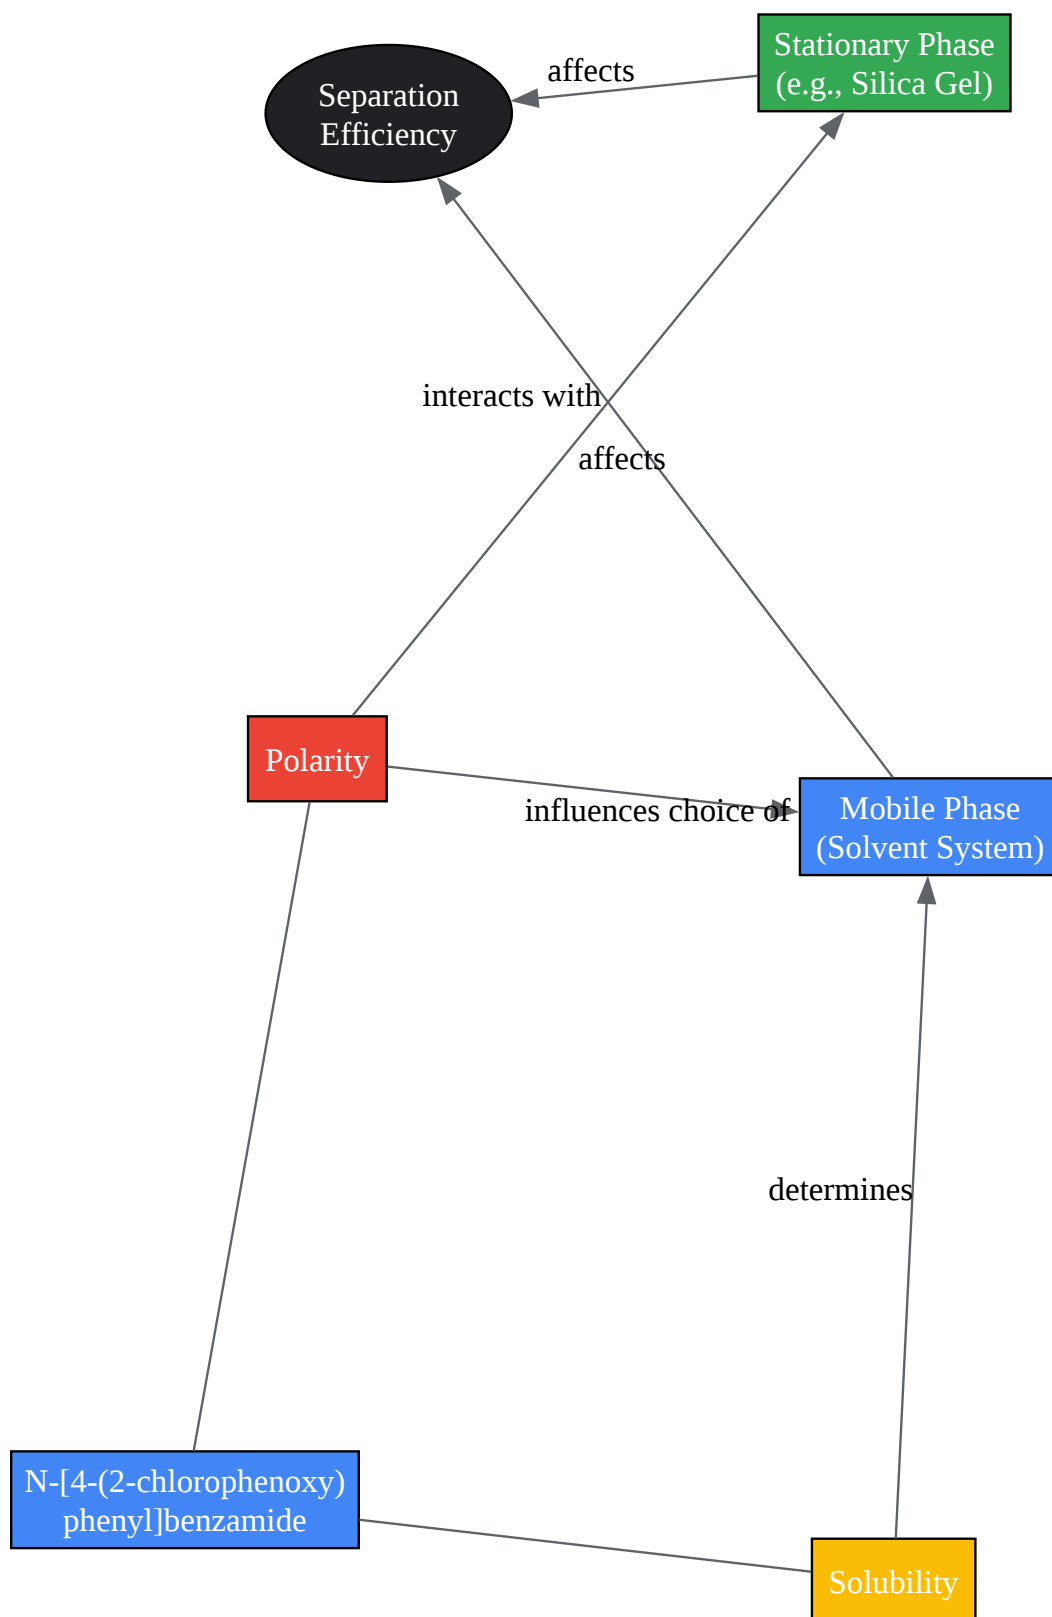 Stationary Phase
(e.g., Silica Gel)
affects
Separation
Efficiency
interacts with
affects
Polarity
influences choice of
Mobile Phase
(Solvent System)
determines
N-[4-(2-chlorophenoxy)
phenyl]benzamide
Solubility